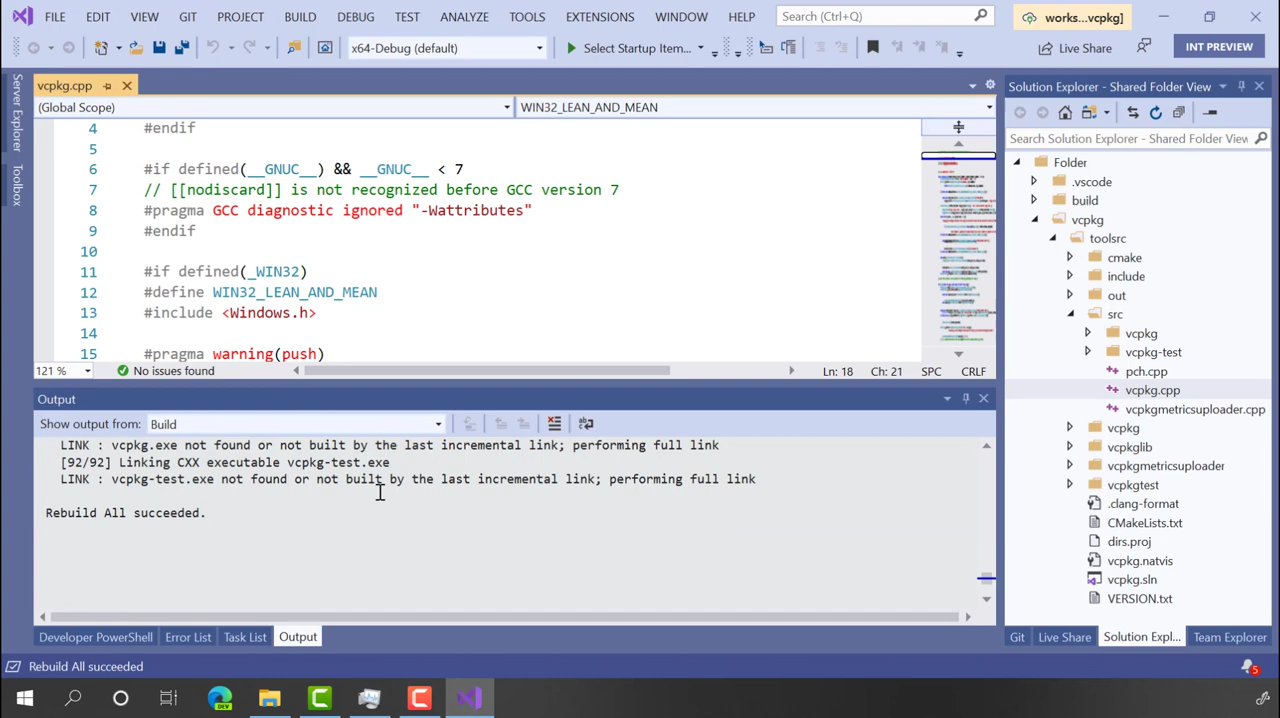 FILE EDIT VIEW GIT PROJECT BUILD DEBUG TEST ANALYZE TOOLS EXTENSIONS WINDOW HELP Search (Ctrl+Q) works...vcpkg]
x64-Debug (default) Select Startup Item... Live Share INT PREVIEW
Server Explorer
Toolbox
vcpkg.cpp
(Global Scope) WIN32_LEAN_AND_MEAN
4 #endif
5
6 #if defined(__GNUC__) && __GNUC__ < 7
7 // [[nodiscard]] is not recognized before GCC version 7
8 #pragma GCC diagnostic ignored "-Wattributes"
9 #endif
10
11 #if defined(_WIN32)
12 #define WIN32_LEAN_AND_MEAN
13 #include <Windows.h>
14
15 #pragma warning(push)
121 % No issues found Ln: 18 Ch: 21 SPC CRLF
Output
Show output from: Build
LINK : vcpkg.exe not found or not built by the last incremental link; performing full link
[92/92] Linking CXX executable vcpkg-test.exe
LINK : vcpkg-test.exe not found or not built by the last incremental link; performing full link
Rebuild All succeeded.
Developer PowerShell Error List Task List Output
Solution Explorer - Shared Folder View
Search Solution Explorer - Shared Folder View
Folder
.vscode
build
vcpkg
toolsrc
cmake
include
out
src
vcpkg
vcpkg-test
pch.cpp
vcpkg.cpp
vcpkgmetricsuploader.cpp
vcpkg
vcpkglib
vcpkgmetricsuploader
vcpkgtest
.clang-format
CMakeLists.txt
dirs.proj
vcpkg.natvis
vcpkg.sln
VERSION.txt
Git Live Share Solution Expl... Team Explorer
Rebuild All succeeded 5
DEV